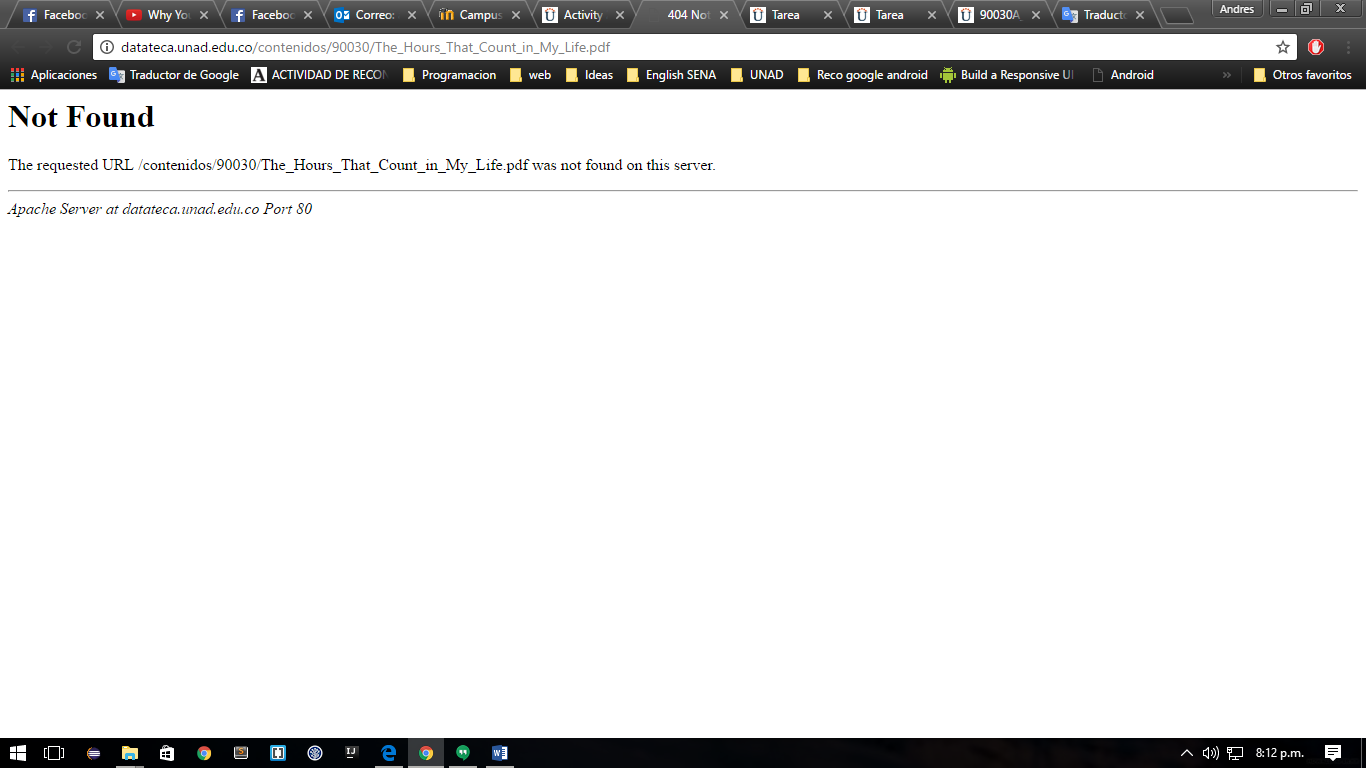 Faceboo Why Yo Faceboo Correo: Campus Activity 404 Not Tarea Tarea 90030A_ Traducto Andres
datateca.unad.edu.co/contenidos/90030/The_Hours_That_Count_in_My_Life.pdf
Aplicaciones Traductor de Google ACTIVIDAD DE RECON Programacion web Ideas English SENA UNAD Reco google android Build a Responsive UI Android » Otros favoritos
Not Found
The requested URL /contenidos/90030/The_Hours_That_Count_in_My_Life.pdf was not found on this server.
Apache Server at datateca.unad.edu.co Port 80
8:12 p.m.